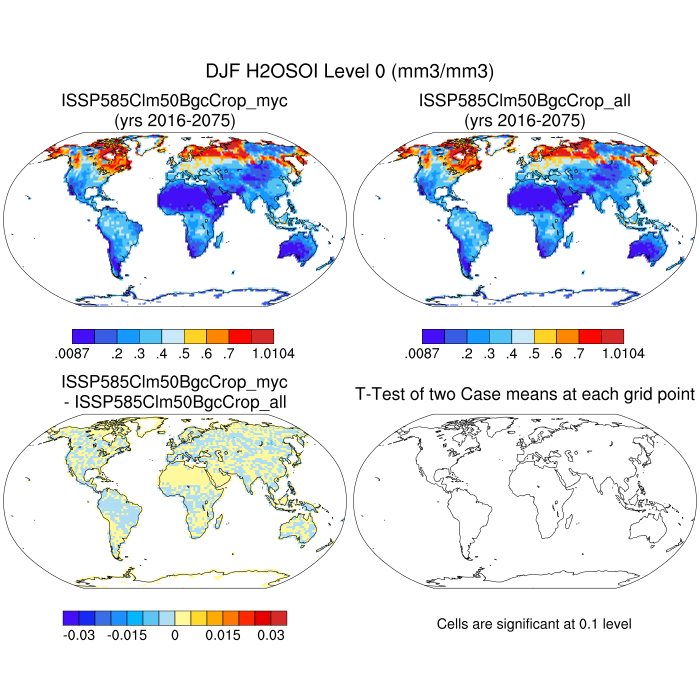 DJF H2OSOI Level 0 (mm3/mm3)
ISSP585Clm50BgcCrop_myc
(yrs 2016-2075)
ISSP585Clm50BgcCrop_all
(yrs 2016-2075)
.0087 .2 .3 .4 .5 .6 .7 1.0104
.0087 .2 .3 .4 .5 .6 .7 1.0104
ISSP585Clm50BgcCrop_myc
- ISSP585Clm50BgcCrop_all
T-Test of two Case means at each grid point
-0.03 -0.015 0 0.015 0.03
Cells are significant at 0.1 level